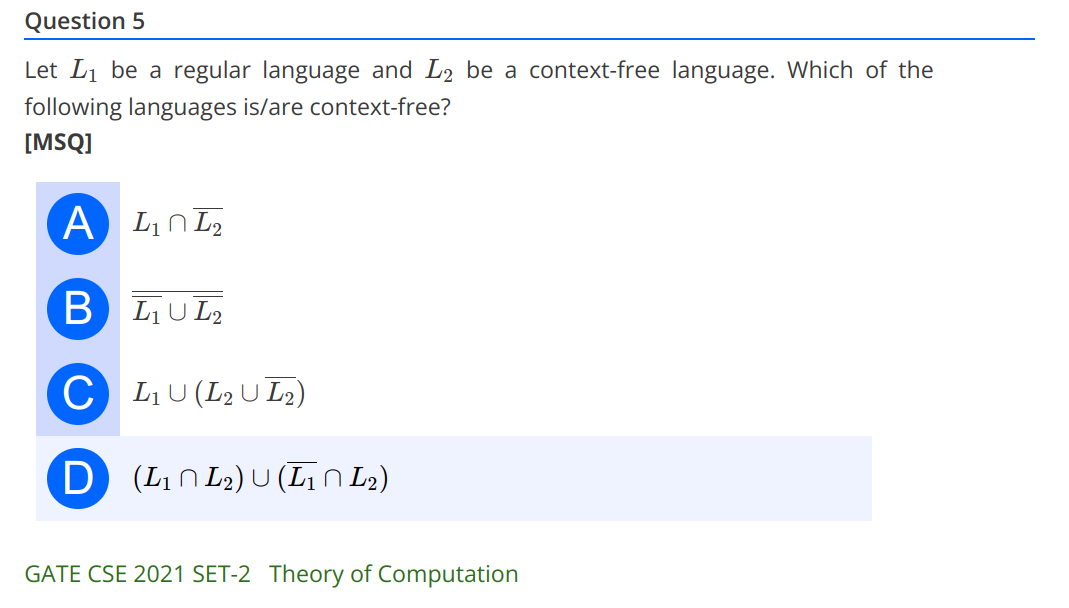 Question 5
Let L₁ be a regular language and L₂ be a context-free language. Which of the
following languages is/are context-free?
[MSQ]
A $L_1 \cap \overline{L_2}$
B $\overline{\overline{L_1} \cup \overline{L_2}}$
C $L_1 \cup (L_2 \cup \overline{L_2})$
D $(L_1 \cap L_2) \cup (\overline{L_1} \cap L_2)$
GATE CSE 2021 SET-2 Theory of Computation